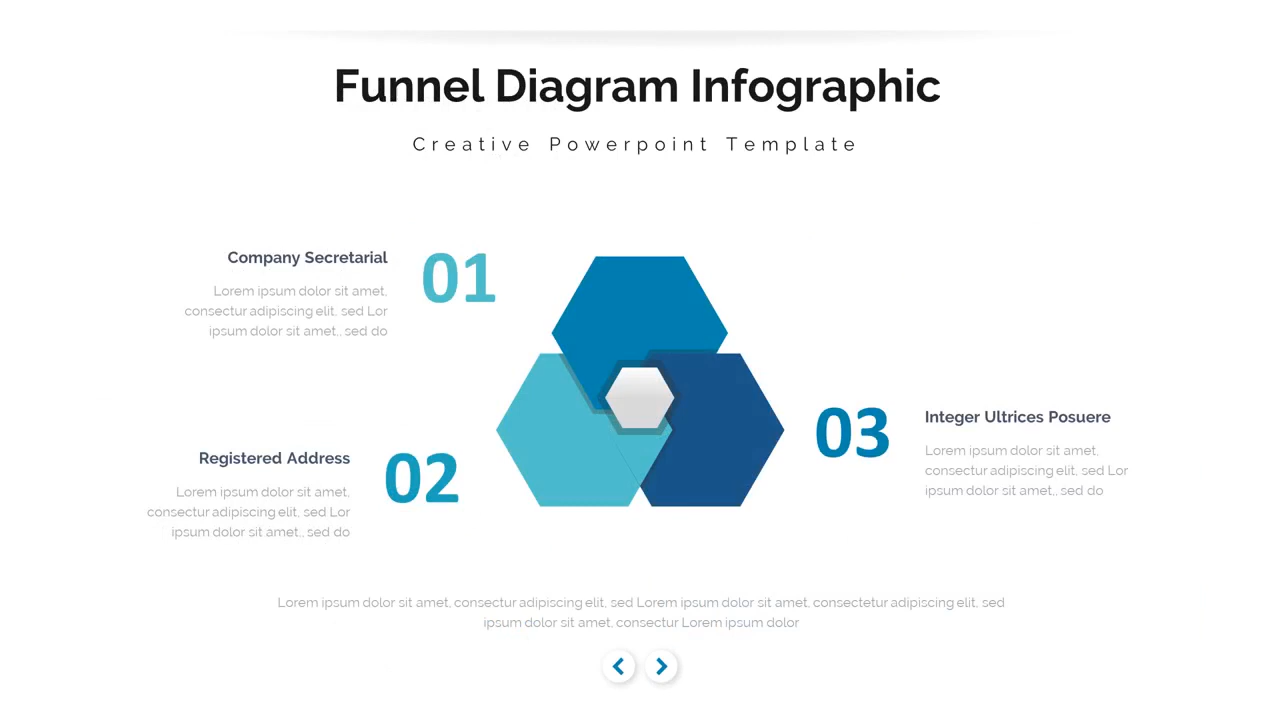 Funnel Diagram Infographic
Creative Powerpoint Template
Company Secretarial
01
Lorem ipsum dolor sit amet,
consectur adipiscing elit, sed Lor
ipsum dolor sit amet,, sed do
Registered Address
02
Lorem ipsum dolor sit amet,
consectur adipiscing elit, sed Lor
ipsum dolor sit amet,, sed do
03
Integer Ultrices Posuere
Lorem ipsum dolor sit amet,
consectur adipiscing elit, sed Lor
ipsum dolor sit amet,, sed do
Lorem ipsum dolor sit amet, consectur adipiscing elit, sed Lorem ipsum dolor sit amet, consectetur adipiscing elit, sed
ipsum dolor sit amet, consectur Lorem ipsum dolor